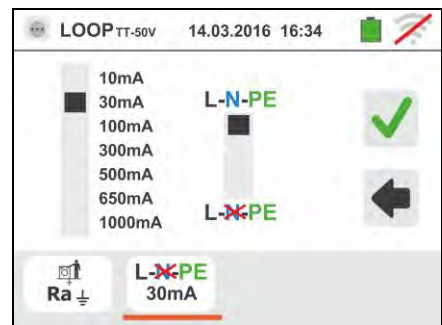 LOOP TT-50V 14.03.2016 16:34
10mA
30mA
100mA
300mA
500mA
650mA
1000mA
L-N-PE
L-N-PE
Ra
L-N-PE
30mA